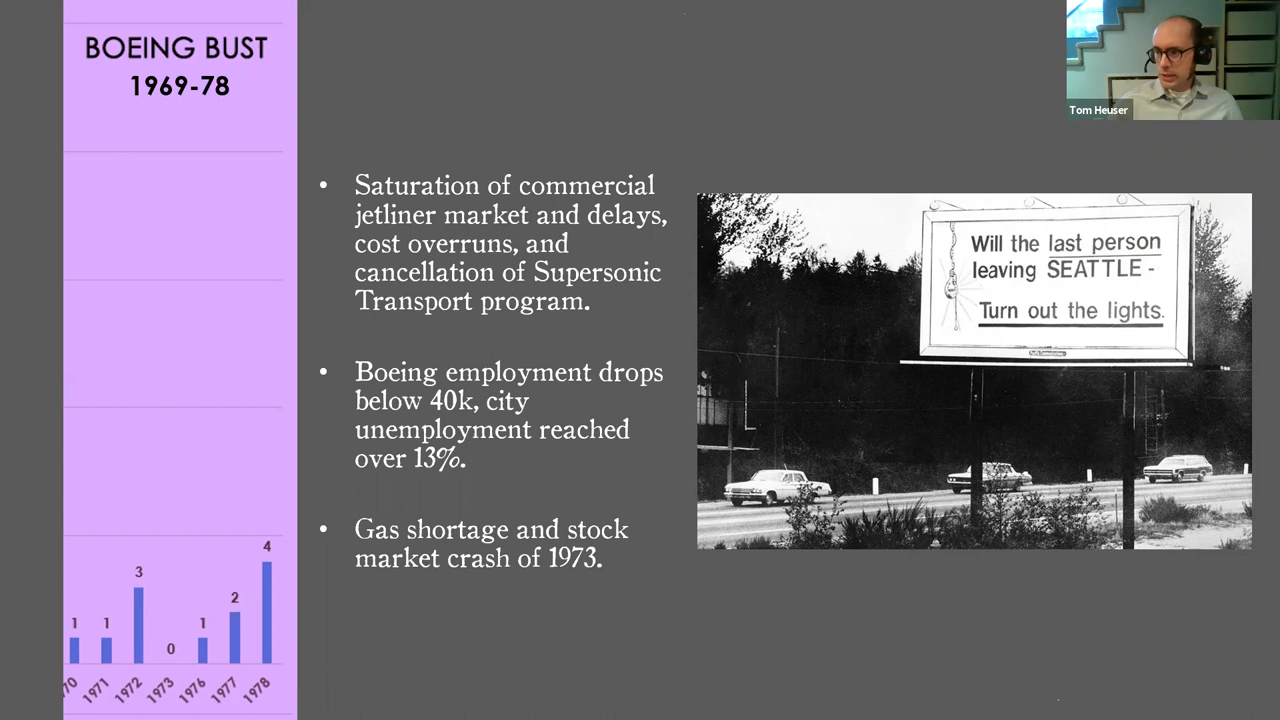 BOEING BUST
1969-78
1
1
3
0
1
2
4
1971
1972
1973
1976
1977
1978
• Saturation of commercial
jetliner market and delays,
cost overruns, and
cancellation of Supersonic
Transport program.
• Boeing employment drops
below 40k, city
unemployment reached
over 13%.
• Gas shortage and stock
market crash of 1973.
Will the last person
leaving SEATTLE -
Turn out the lights.
Tom Heuser